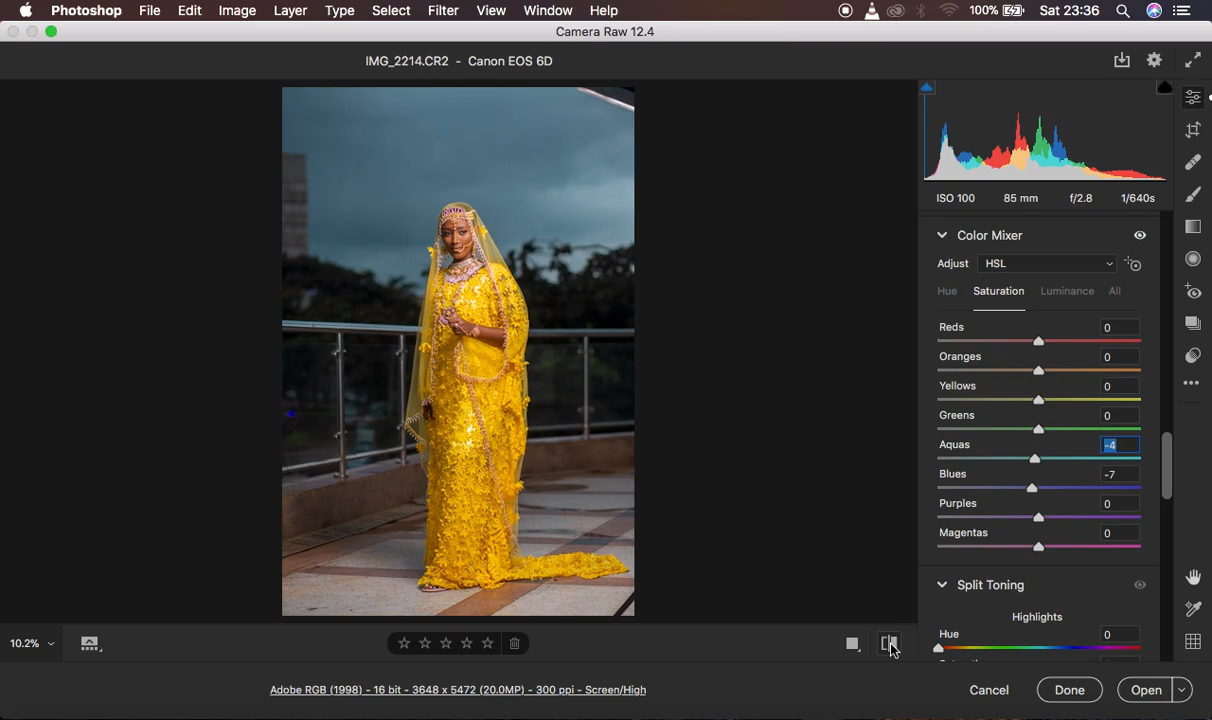 Photoshop File Edit Image Layer Type Select Filter View Window Help 100% Sat 23:36
Camera Raw 12.4
IMG_2214.CR2 - Canon EOS 6D
ISO 100 85 mm f/2.8 1/640s
Color Mixer
Adjust HSL
Hue Saturation Luminance All
Reds 0
Oranges 0
Yellows 0
Greens 0
Aquas -4
Blues -7
Purples 0
Magentas 0
Split Toning
Highlights
Hue 0
10.2%
Adobe RGB (1998) - 16 bit - 3648 x 5472 (20.0MP) - 300 ppi - Screen/High
Cancel Done Open